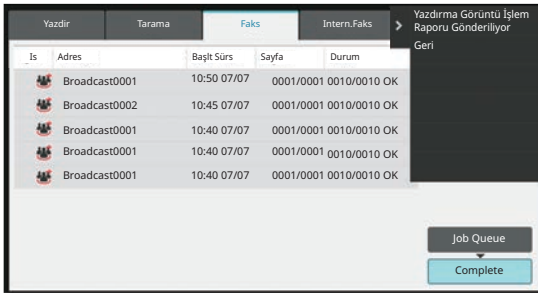 Yazdir Tarama Faks Intern.Faks
Yazdırma Görüntü İşlem
Raporu Gönderiliyor
Geri
Is Adres Başlt Sürs Sayfa Durum
Broadcast0001 10:50 07/07 0001/0001 0010/0010 OK
Broadcast0002 10:45 07/07 0001/0001 0010/0010 OK
Broadcast0001 10:40 07/07 0001/0001 0010/0010 OK
Broadcast0001 10:40 07/07 0001/0001 0010/0010 OK
Broadcast0001 10:40 07/07 0001/0001 0010/0010 OK
Job Queue
Complete